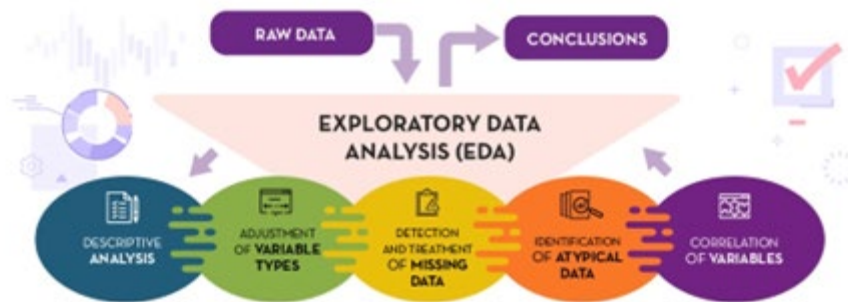 RAW DATA
CONCLUSIONS
EXPLORATORY DATA
ANALYSIS (EDA)
DESCRIPTIVE
ANALYSIS
ADJUSTMENT
OF VARIABLE
TYPES
DETECTION
AND TREATMENT
OF MISSING
DATA
IDENTIFICATION
OF ATYPICAL
DATA
CORRELATION
OF VARIABLES